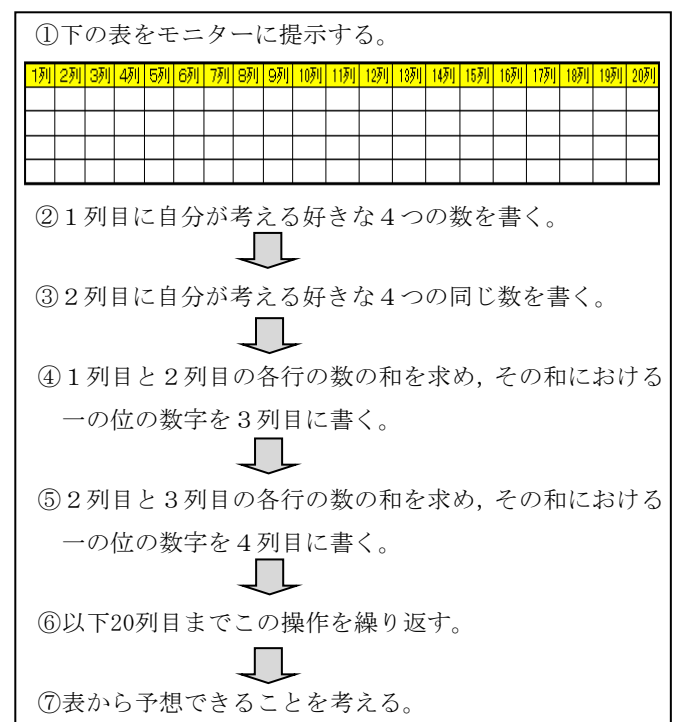 ①下の表をモニターに提示する。
1列 2列 3列 4列 5列 6列 7列 8列 9列 10列 11列 12列 13列 14列 15列 16列 17列 18列 19列 20列
②１列目に自分が考える好きな４つの数を書く。
③２列目に自分が考える好きな４つの同じ数を書く。
④１列目と２列目の各行の数の和を求め，その和における
一の位の数字を３列目に書く。
⑤２列目と３列目の各行の数の和を求め，その和における
一の位の数字を４列目に書く。
⑥以下20列目までこの操作を繰り返す。
⑦表から予想できることを考える。